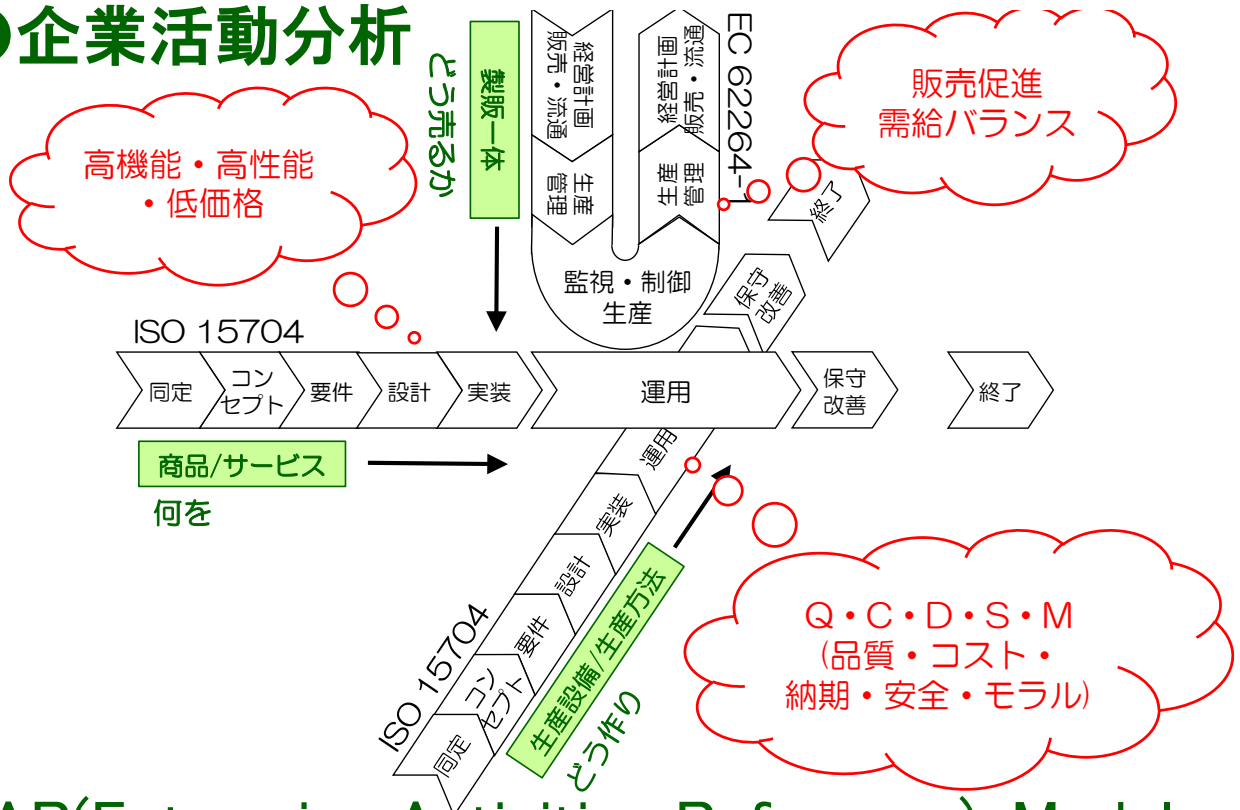 ●企業活動分析
どう売るか
製販一体
経営計画
販売・流通
生産
管理
経営計画
販売・流通
生産
管理
EC 62264-1
監視・制御
生産
販売促進
需給バランス
高機能・高性能
・低価格
終了
保守
改善
ISO 15704
同定
コン
セプト
要件
設計
実装
運用
保守
改善
終了
商品/サービス
何を
運用
実装
設計
要件
コン
セプト
同定
ISO 15704
生産設備/生産方法
どう作り
Q・C・D・S・M
(品質・コスト・
納期・安全・モラル)